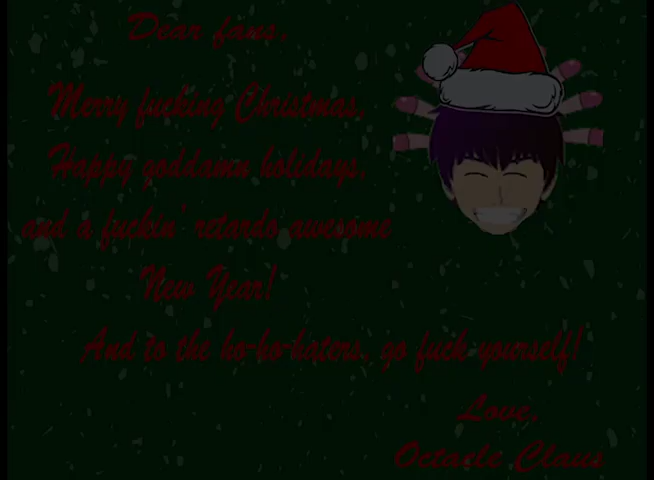 Dear fans,
Merry fucking Christmas,
Happy goddamn holidays,
and a fuckin' retards awesome
New Year!
And to the ho-ho-haters, go fuck yourself!
Love,
Octacle Claus